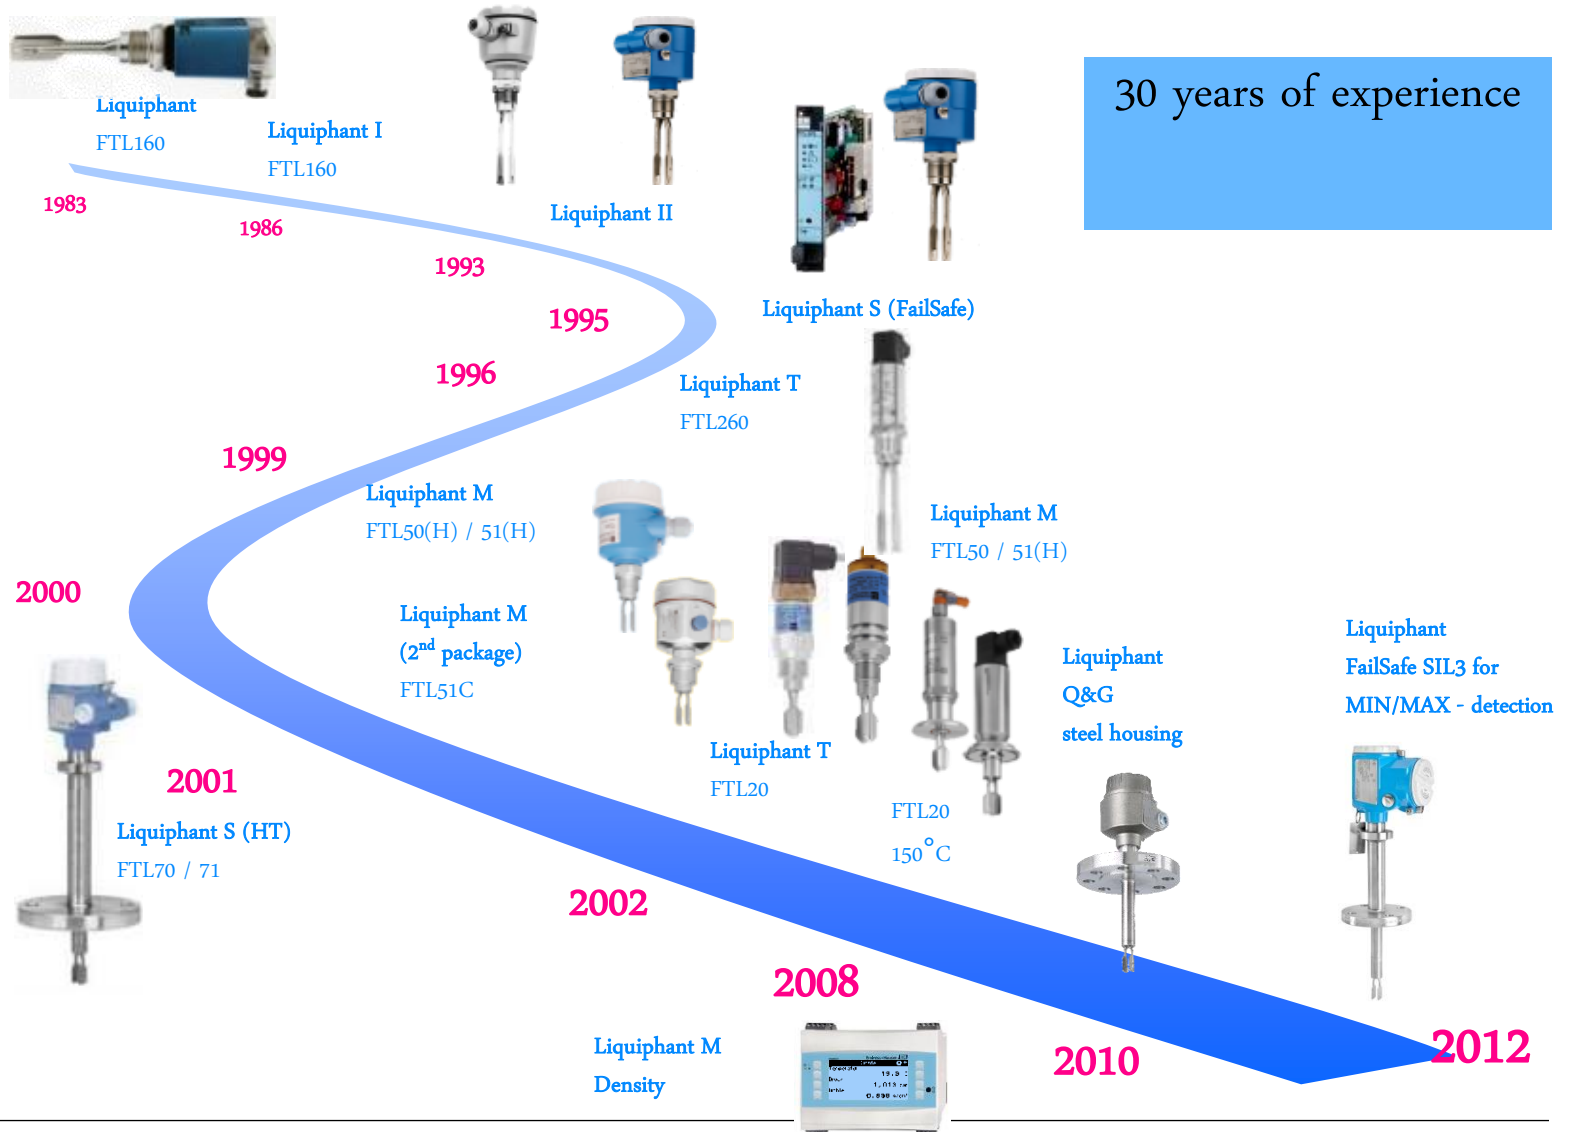 30 years of experience
Liquiphant
FTL160
Liquiphant I
FTL160
1983
1986
Liquiphant II
1993
Liquiphant S (FailSafe)
1995
1996
Liquiphant T
FTL260
1999
Liquiphant M
FTL50(H) / 51(H)
Liquiphant M
FTL50 / 51(H)
2000
Liquiphant M
(2nd package)
FTL51C
Liquiphant
Q&G
steel housing
Liquiphant
FailSafe SIL3 for
MIN/MAX - detection
2001
Liquiphant S (HT)
FTL70 / 71
Liquiphant T
FTL20
FTL20
150°C
2002
2008
Liquiphant M
Density
2010
2012